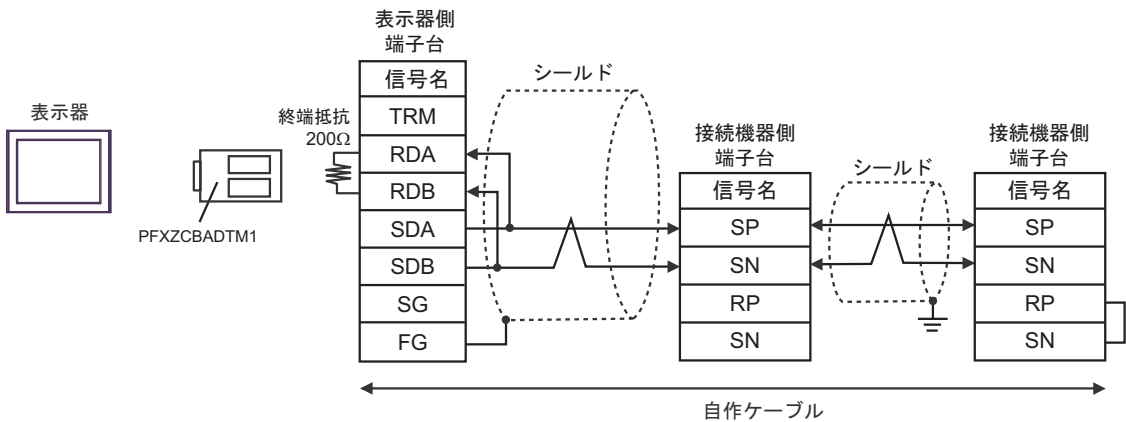 表示器
PFXZCBADTM1
終端抵抗
200Ω
表示器側
端子台
信号名
TRM
RDA
RDB
SDA
SDB
SG
FG
シールド
接続機器側
端子台
信号名
SP
SN
RP
SN
シールド
接続機器側
端子台
信号名
SP
SN
RP
SN
自作ケーブル